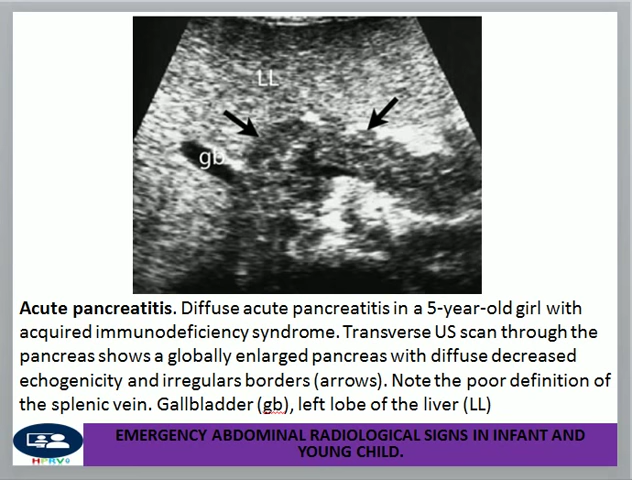 LL
gb
Acute pancreatitis. Diffuse acute pancreatitis in a 5-year-old girl with
acquired immunodeficiency syndrome. Transverse US scan through the
pancreas shows a globally enlarged pancreas with diffuse decreased
echogenicity and irregulars borders (arrows). Note the poor definition of
the splenic vein. Gallbladder (gb), left lobe of the liver (LL)
EMERGENCY ABDOMINAL RADIOLOGICAL SIGNS IN INFANT AND
YOUNG CHILD.